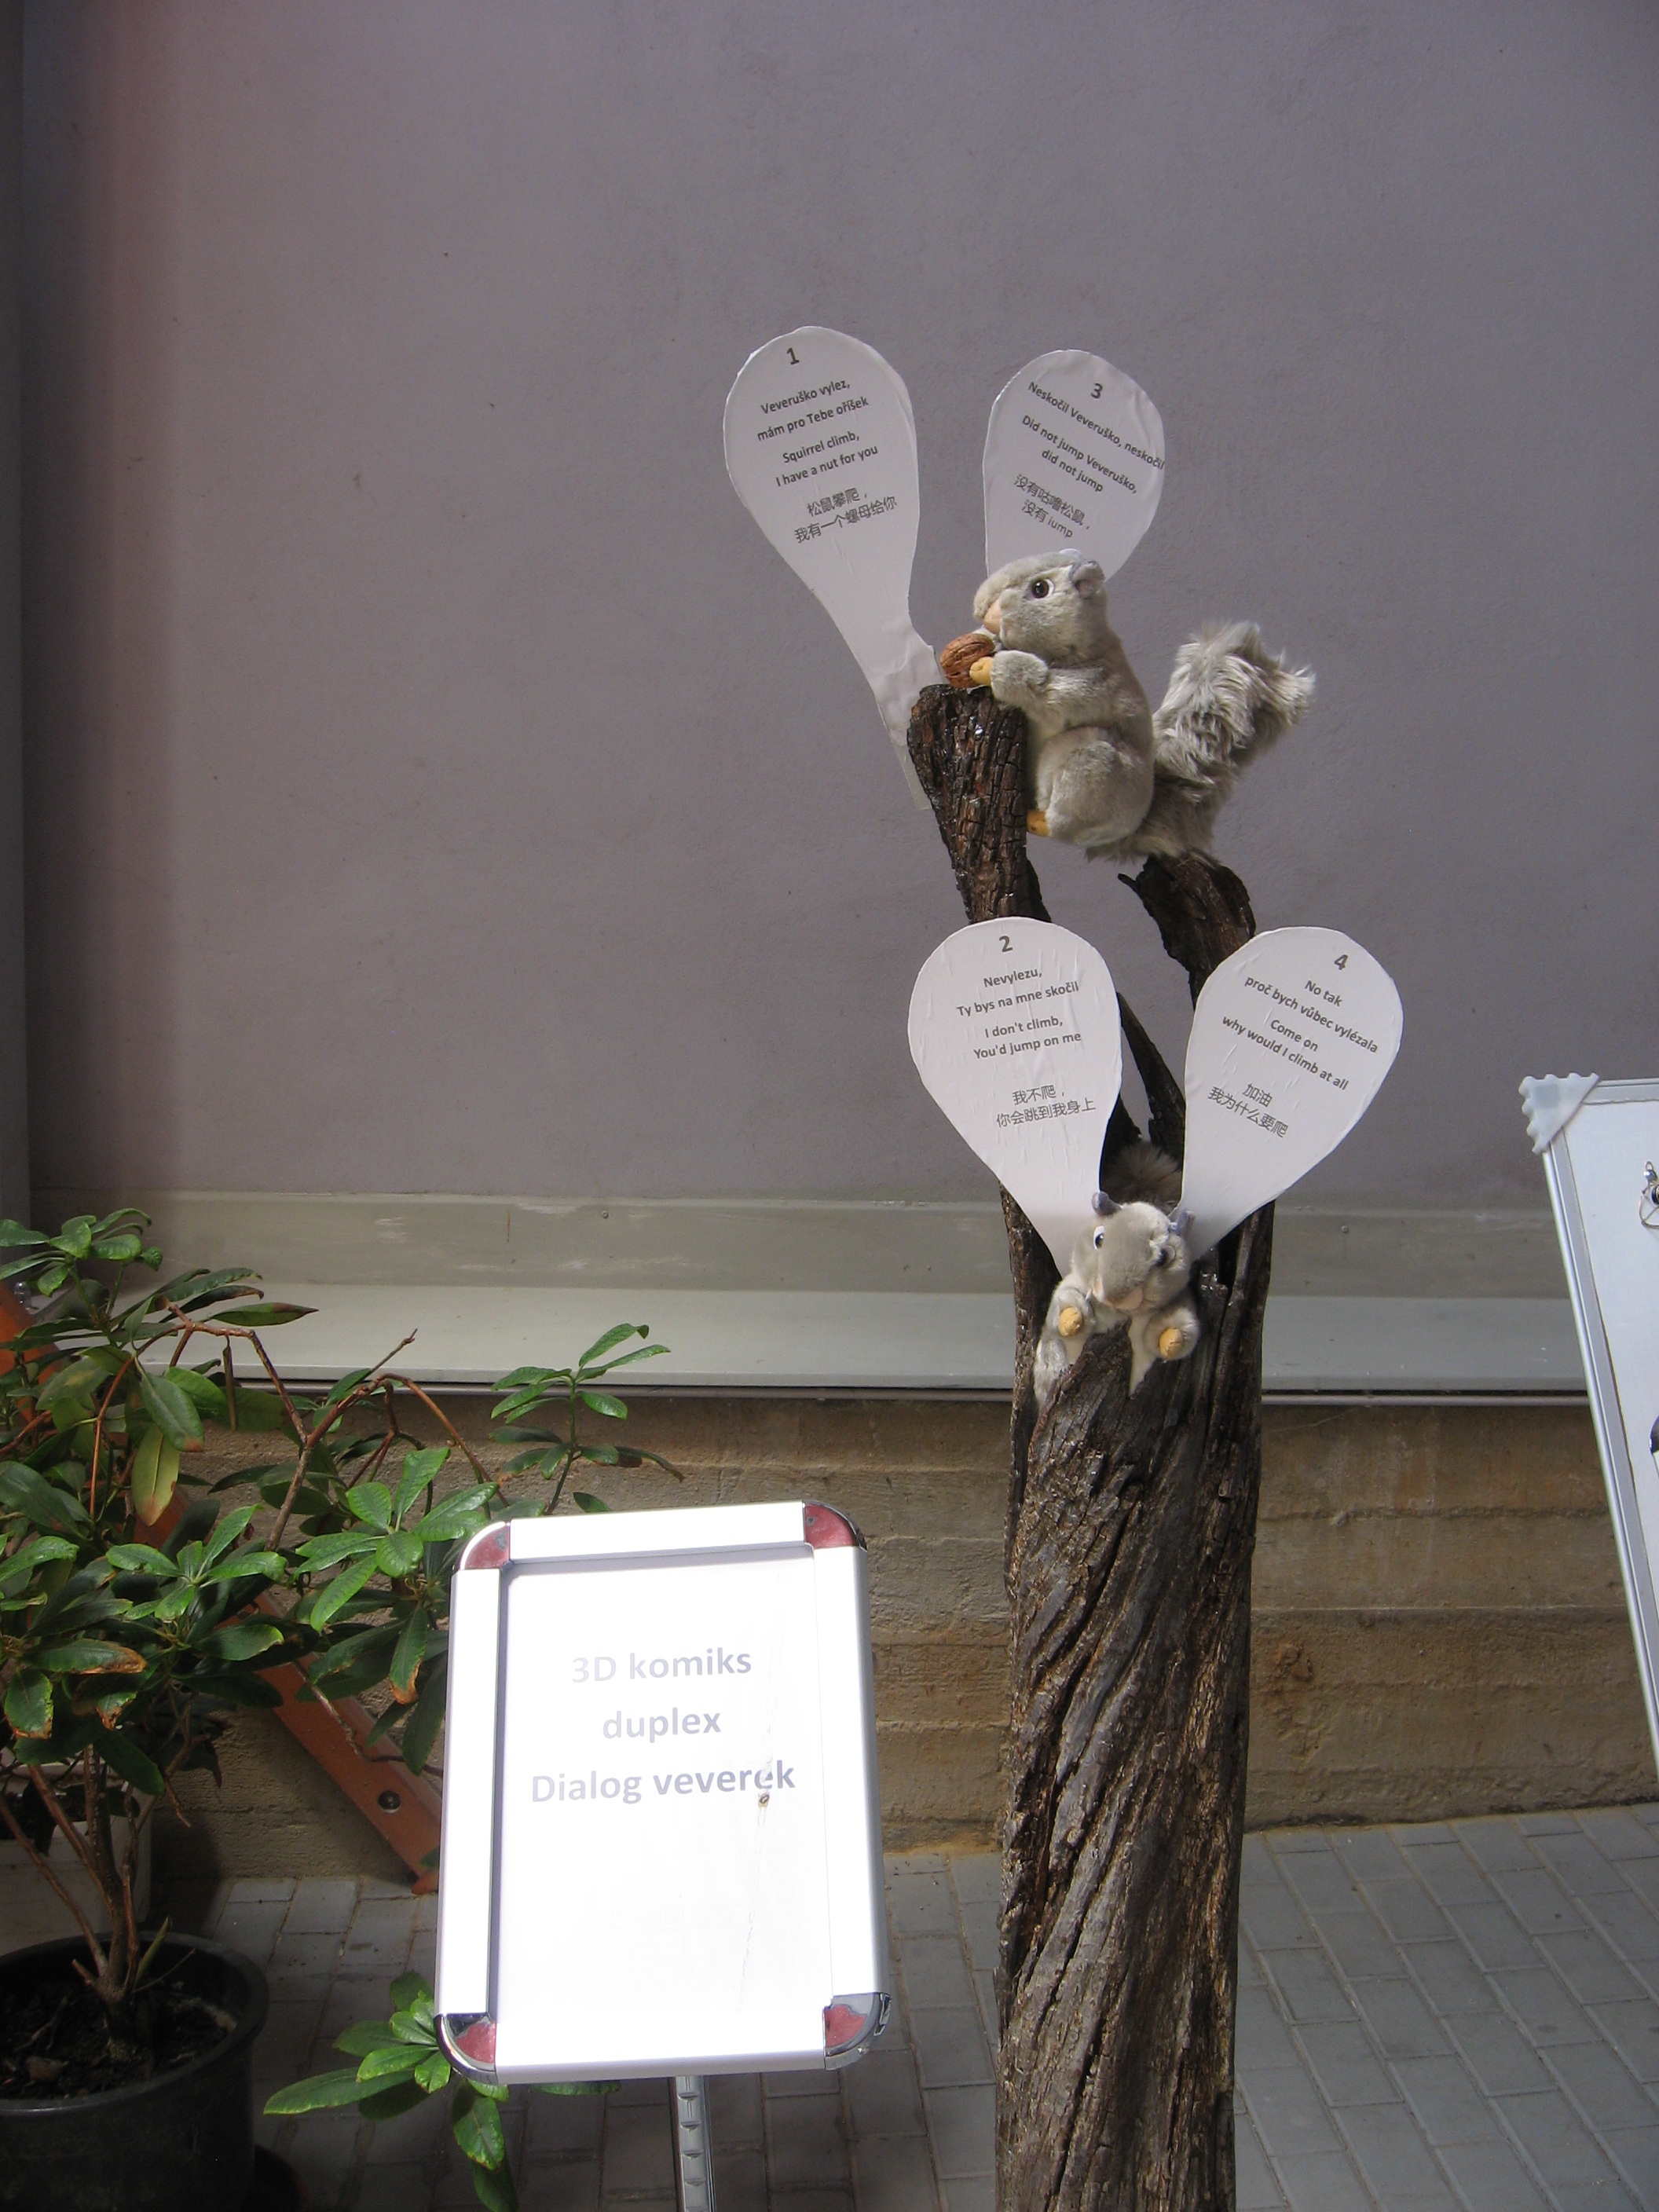 1
Veveruško vylez,
mám pro Tebe oříšek
Squirrel climb,
I have a nut for you
松鼠攀爬，
我有一个螺母给你
3
Neskočil Veveruško, neskočil
Did not jump Veveruško,
did not jump
没有咕噜松鼠，
没有 jump
2
Nevylezu,
Ty bys na mne skočil
I don't climb,
You'd jump on me
我不爬，
你会跳到我身上
4
No tak
proč bych vůbec vylézala
Come on
why would I climb at all
加油
我为什么要爬
3D komiks
duplex
Dialog veverek